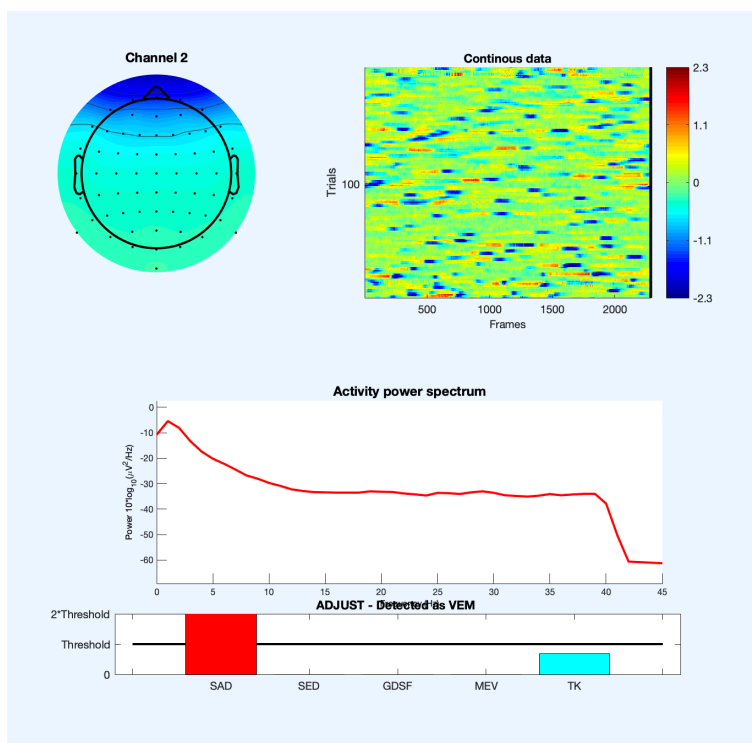 Channel 2
Continous data
Trials
100
500 1000 1500 2000
Frames
2.3
1.1
0
-1.1
-2.3
Activity power spectrum
Power 10*log10(μV2/Hz)
0
-10
-20
-30
-40
-50
-60
0 5 10 15 20 25 30 35 40 45
ADJUST - Detected as VEM
2*Threshold
Threshold
0
SAD SED GDSF MEV TK